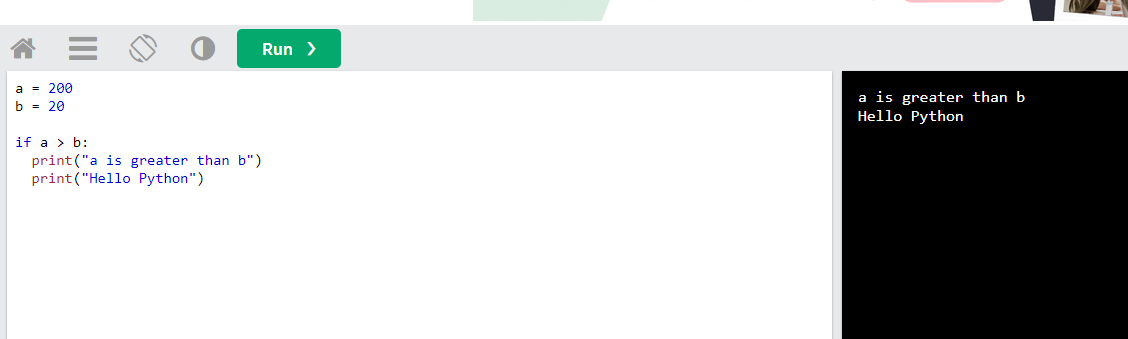 Run ❯
a = 200
b = 20
if a > b:
  print("a is greater than b")
  print("Hello Python")
a is greater than b
Hello Python